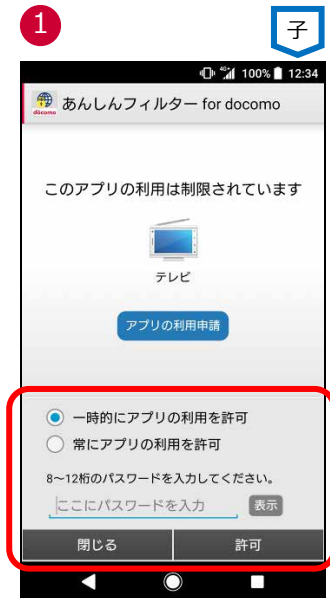 1
子
4G 100% 12:34
docomo あんしんフィルター for docomo
このアプリの利用は制限されています
テレビ
アプリの利用申請
一時的にアプリの利用を許可
常にアプリの利用を許可
8～12桁のパスワードを入力してください。
ここにパスワードを入力 表示
閉じる 許可